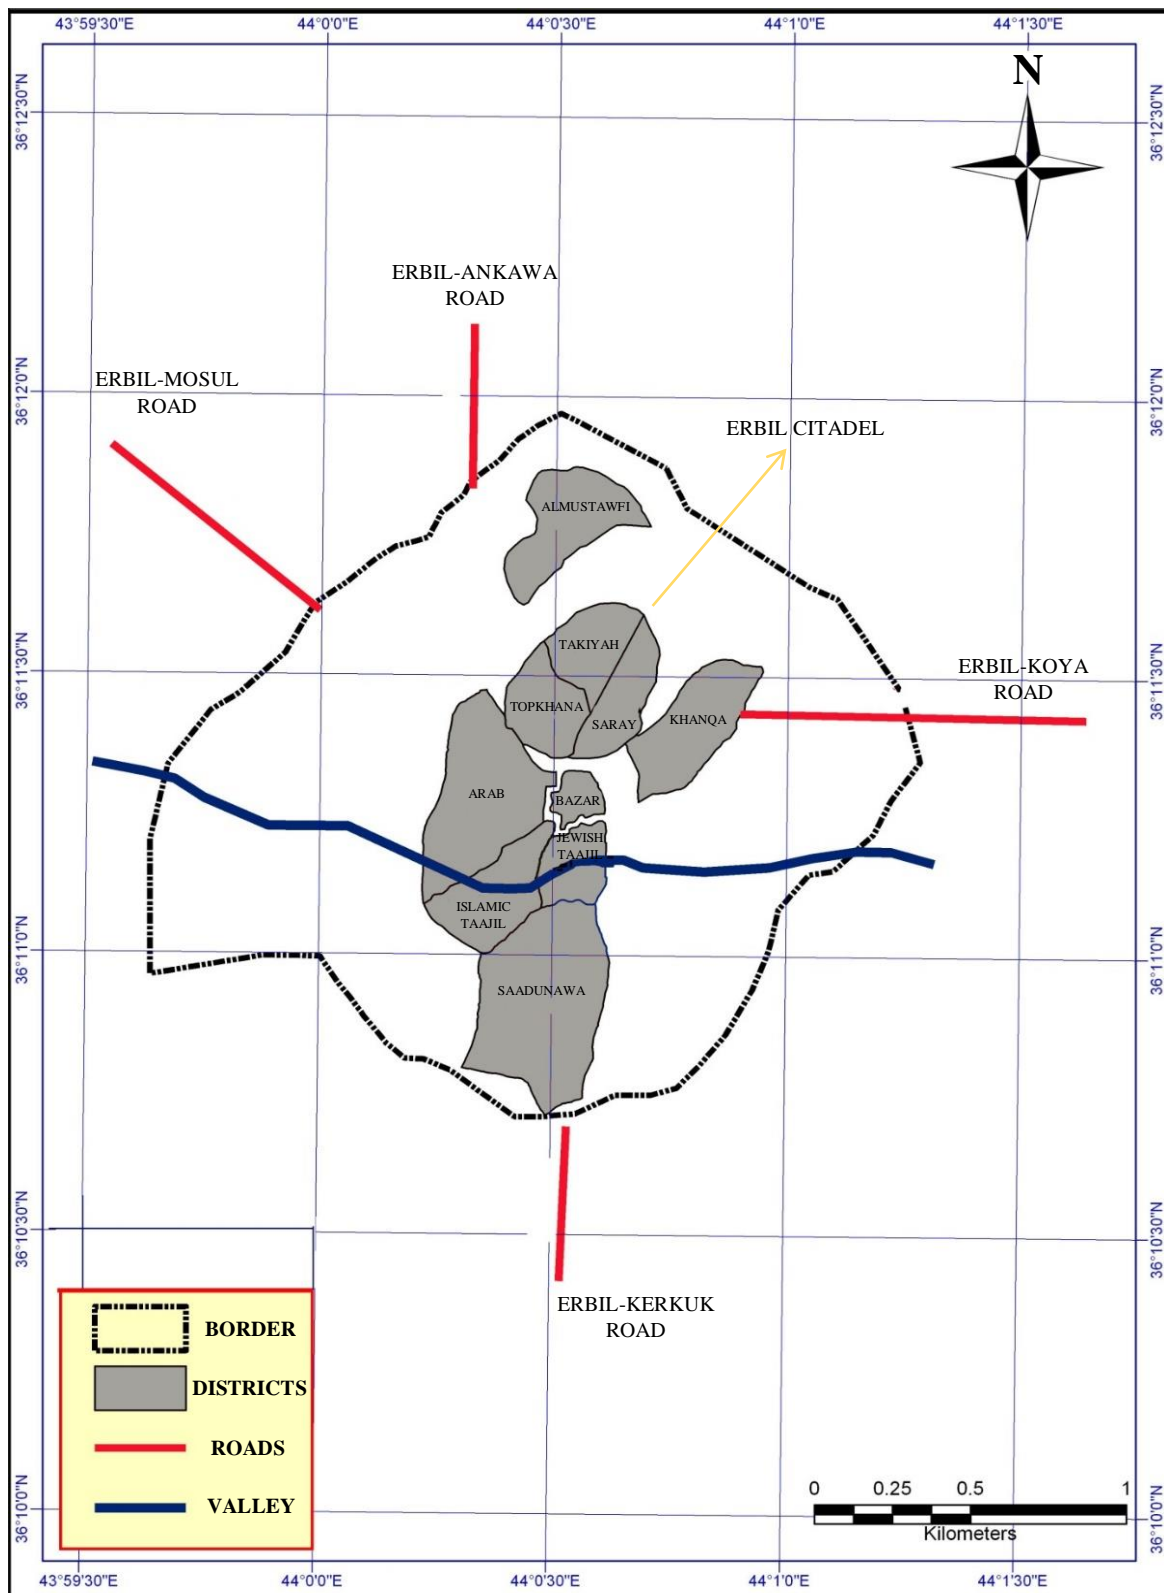 43°59'30"E
44°0'0"E
44°0'30"E
44°1'0"E
44°1'30"E
36°12'30"N
36°12'30"N
N
ERBIL-ANKAWA
ROAD
ERBIL-MOSUL
ROAD
36°12'0"N
36°12'0"N
ERBIL CITADEL
ALMUSTAWFI
TAKIYAH
36°11'30"N
36°11'30"N
ERBIL-KOYA
ROAD
TOPKHANA
SARAY
KHANQA
ARAB
BAZAR
JEWISH
TAAJIL
ISLAMIC
TAAJIL
36°11'0"N
36°11'0"N
SAADUNAWA
36°10'30"N
36°10'30"N
ERBIL-KERKUK
ROAD
BORDER
DISTRICTS
ROADS
VALLEY
0 0.25 0.5 1
Kilometers
36°10'0"N
36°10'0"N
43°59'30"E
44°0'0"E
44°0'30"E
44°1'0"E
44°1'30"E